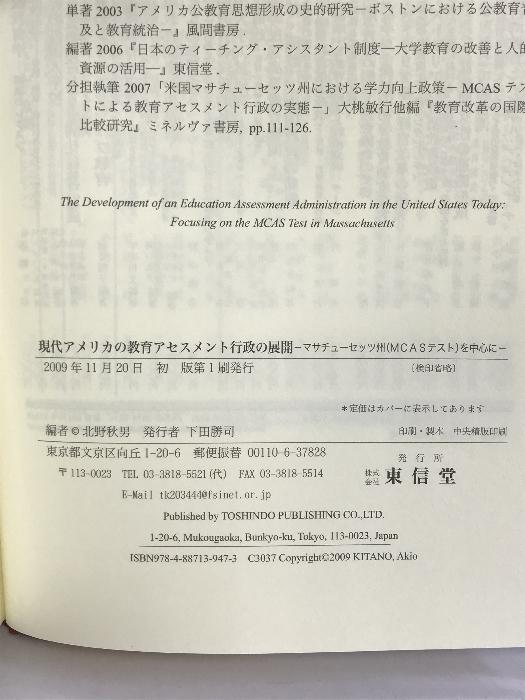 単著 2003『アメリカ公教育思想形成の史的研究－ボストンにおける公教育
及と教育統治－』風間書房.
編著 2006『日本のティーチング・アシスタント制度―大学教育の改善と人的
資源の活用―』東信堂.
分担執筆 2007「米国マサチューセッツ州における学力向上政策－ MCAS テス
トによる教育アセスメント行政の実態－」大桃敏行他編『教育改革の国際
比較研究』ミネルヴァ書房, pp.111-126.
The Development of an Education Assessment Administration in the United States Today:
Focusing on the MCAS Test in Massachusetts
現代アメリカの教育アセスメント行政の展開－マサチューセッツ州(MCASテスト)を中心に－
2009年11月20日 初 版第1刷発行 〔検印省略〕
＊定価はカバーに表示してあります
編者©北野秋男 発行者 下田勝司 印刷・製本 中央精版印刷
東京都文京区向丘1-20-6 郵便振替 00110-6-37828 発行所
〒113-0023 TEL 03-3818-5521(代) FAX 03-3818-5514 株式会社 東信堂
E-Mail tk203444@fsinet.or.jp
Published by TOSHINDO PUBLISHING CO.,LTD.
1-20-6, Mukougaoka, Bunkyo-ku, Tokyo, 113-0023, Japan
ISBN978-4-88713-947-3 C3037 Copyright©2009 KITANO, Akio